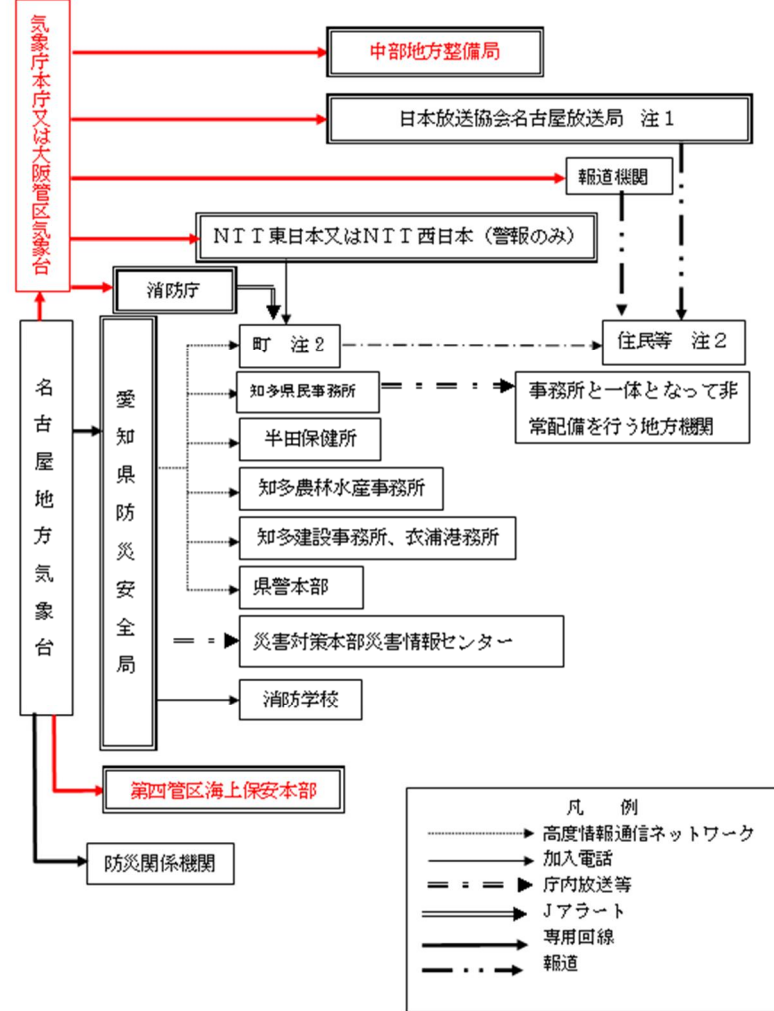 気象庁本庁又は大阪管区気象台
中部地方整備局
日本放送協会名古屋放送局 注1
報道機関
NTT東日本又はNTT西日本(警報のみ)
消防庁
名古屋地方気象台
愛知県防災安全局
町 注2
住民等 注2
知多県民事務所
事務所と一体となって非
常配備を行う地方機関
半田保健所
知多農林水産事務所
知多建設事務所、衣浦港務所
県警本部
災害対策本部災害情報センター
消防学校
第四管区海上保安本部
防災関係機関
凡 例
高度情報通信ネットワーク
加入電話
庁内放送等
Jアラート
専用回線
報道